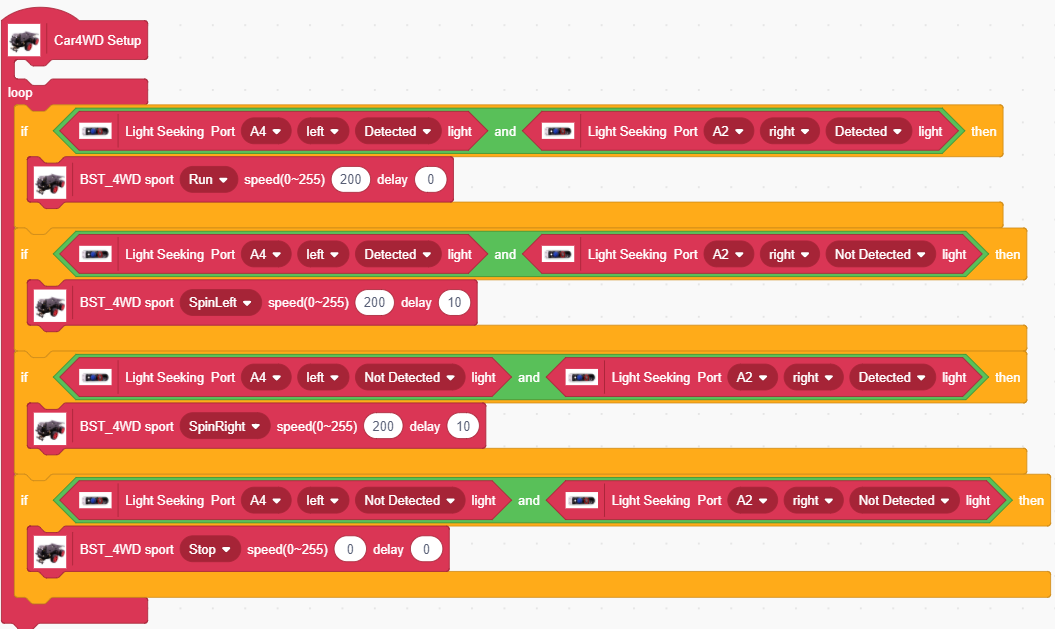 Car4WD Setup
loop
if Light Seeking Port A4 left Detected light and Light Seeking Port A2 right Detected light then
BST_4WD sport Run speed(0~255) 200 delay 0
if Light Seeking Port A4 left Detected light and Light Seeking Port A2 right Not Detected light then
BST_4WD sport SpinLeft speed(0~255) 200 delay 10
if Light Seeking Port A4 left Not Detected light and Light Seeking Port A2 right Detected light then
BST_4WD sport SpinRight speed(0~255) 200 delay 10
if Light Seeking Port A4 left Not Detected light and Light Seeking Port A2 right Not Detected light then
BST_4WD sport Stop speed(0~255) 0 delay 0